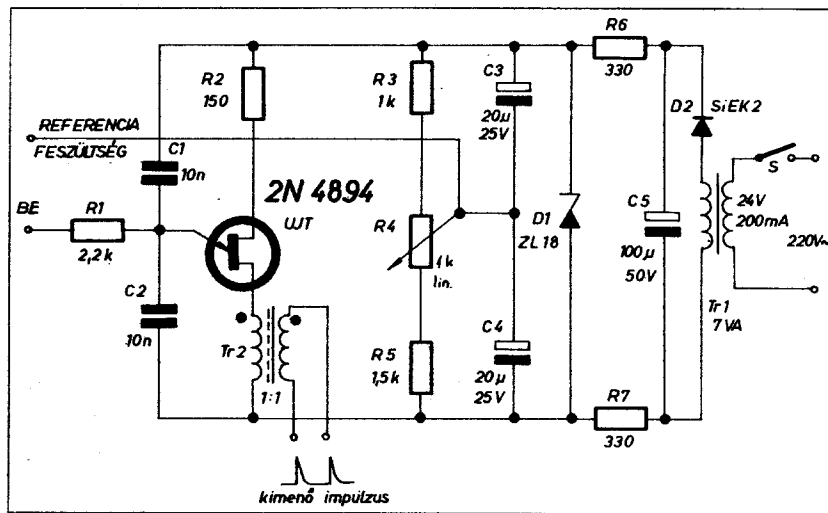 R6
330
R2
150
R3
1k
C3
20µ
25V
D2
SiEK2
REFERENCIA
FESZÜLTSÉG
C1
10n
2N 4894
UJT
S
24V
200mA
220V~
BE
R1
2,2k
R4
1k
lin.
D1
ZL 18
C5
100µ
50V
C2
10n
Tr 1
7VA
Tr2
1:1
R5
1,5k
C4
20µ
25V
R7
330
kimenő impulzus